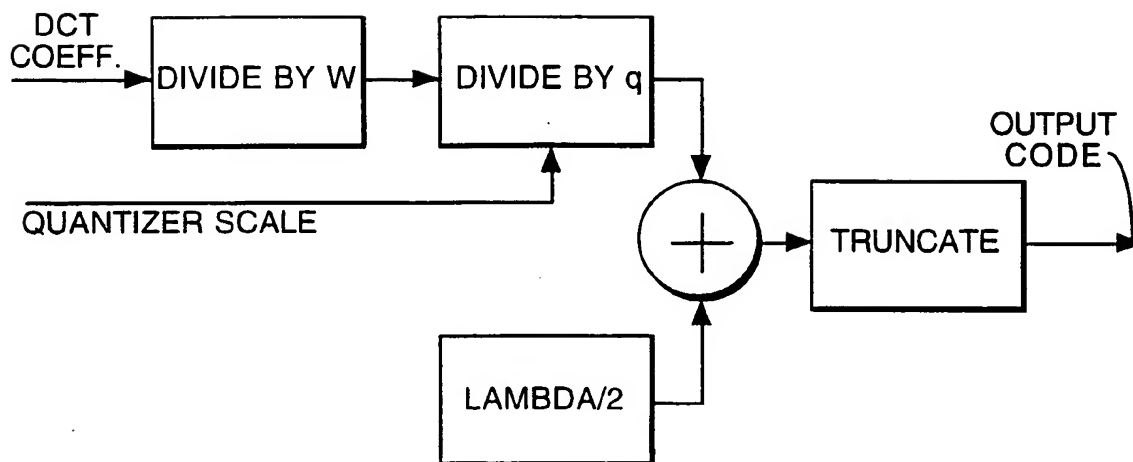 DCT
COEFF.
DIVIDE BY W
DIVIDE BY q
OUTPUT
CODE
QUANTIZER SCALE
TRUNCATE
LAMBDA/2